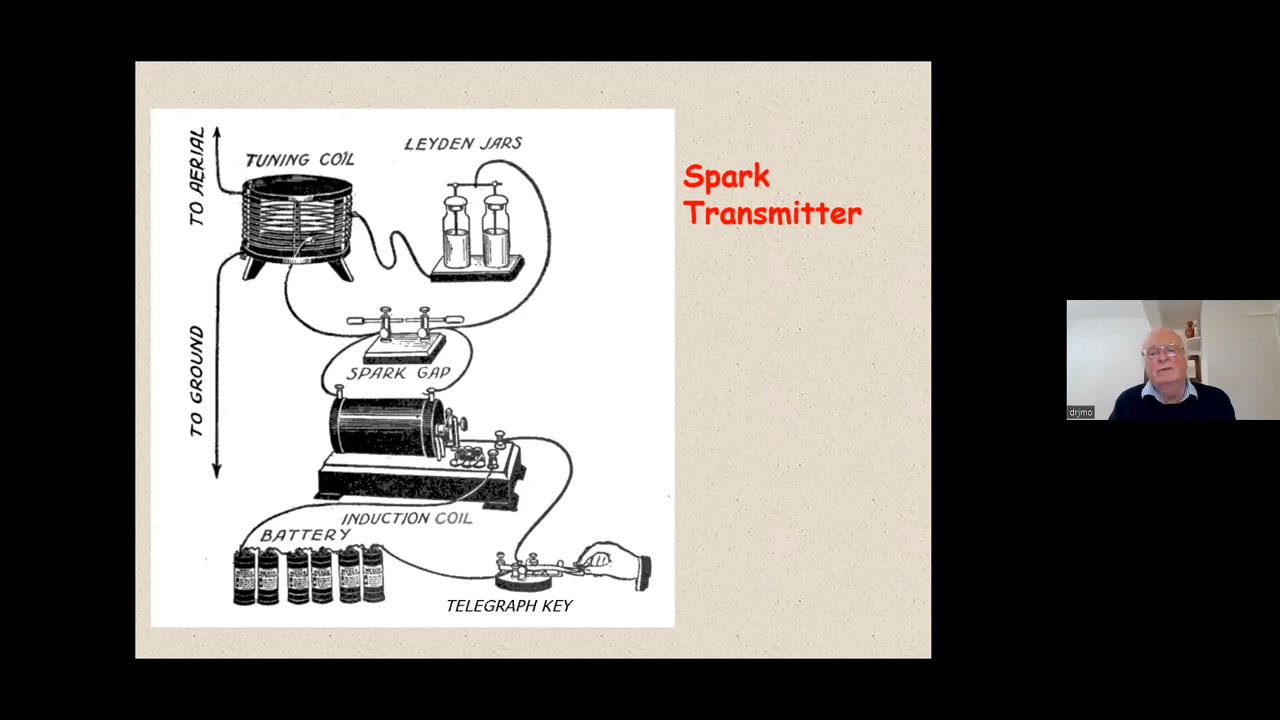 TO AERIAL
TUNING COIL
LEYDEN JARS
Spark
Transmitter
TO GROUND
SPARK GAP
INDUCTION COIL
BATTERY
TELEGRAPH KEY
drjmo